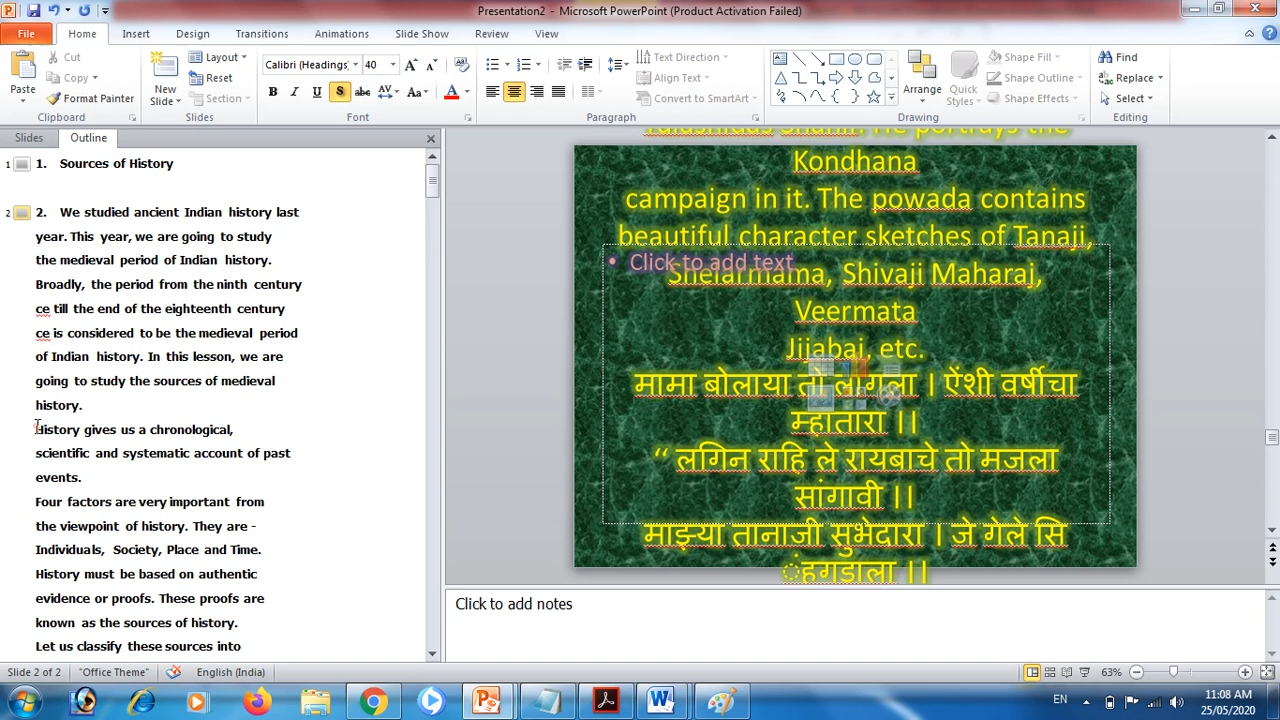 Presentation2 - Microsoft PowerPoint (Product Activation Failed)
File Home Insert Design Transitions Animations Slide Show Review View
Paste
Cut
Copy
Format Painter
Clipboard
New
Slide
Layout
Reset
Section
Slides
Calibri (Headings) 40
B I U S abc AV Aa A
Font
Text Direction
Align Text
Convert to SmartArt
Paragraph
Arrange
Quick
Styles
Shape Fill
Shape Outline
Shape Effects
Drawing
Find
Replace
Select
Editing
Slides Outline
1 1. Sources of History
2 2. We studied ancient Indian history last
year. This year, we are going to study
the medieval period of Indian history.
Broadly, the period from the ninth century
ce till the end of the eighteenth century
ce is considered to be the medieval period
of Indian history. In this lesson, we are
going to study the sources of medieval
history.
History gives us a chronological,
scientific and systematic account of past
events.
Four factors are very important from
the viewpoint of history. They are -
Individuals, Society, Place and Time.
History must be based on authentic
evidence or proofs. These proofs are
known as the sources of history.
Let us classify these sources into
He portrays the
Kondhana
campaign in it. The powada contains
beautiful character sketches of Tanaji,
• Click to add text
Shelarmama, Shivaji Maharaj,
Veermata
Jijabai, etc.
मामा बोलाया तो लागला । ऐंशी वर्षीचा
म्हातारा ।।
“ लगिन राहि ले रायबाचे तो मजला
सांगावी ।।
माझ्या तानाजी सुभेदारा । जे गेले सि
ंहगडाला ।।
Click to add notes
Slide 2 of 2 "Office Theme" English (India) 63%
EN 11:08 AM
25/05/2020